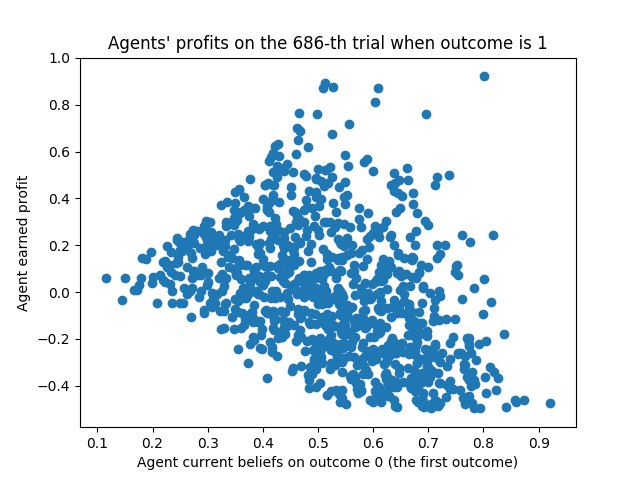 Agents' profits on the 686-th trial when outcome is 1
1.0
0.8
0.6
0.4
0.2
0.0
−0.2
−0.4
Agent earned profit
0.1 0.2 0.3 0.4 0.5 0.6 0.7 0.8 0.9
Agent current beliefs on outcome 0 (the first outcome)